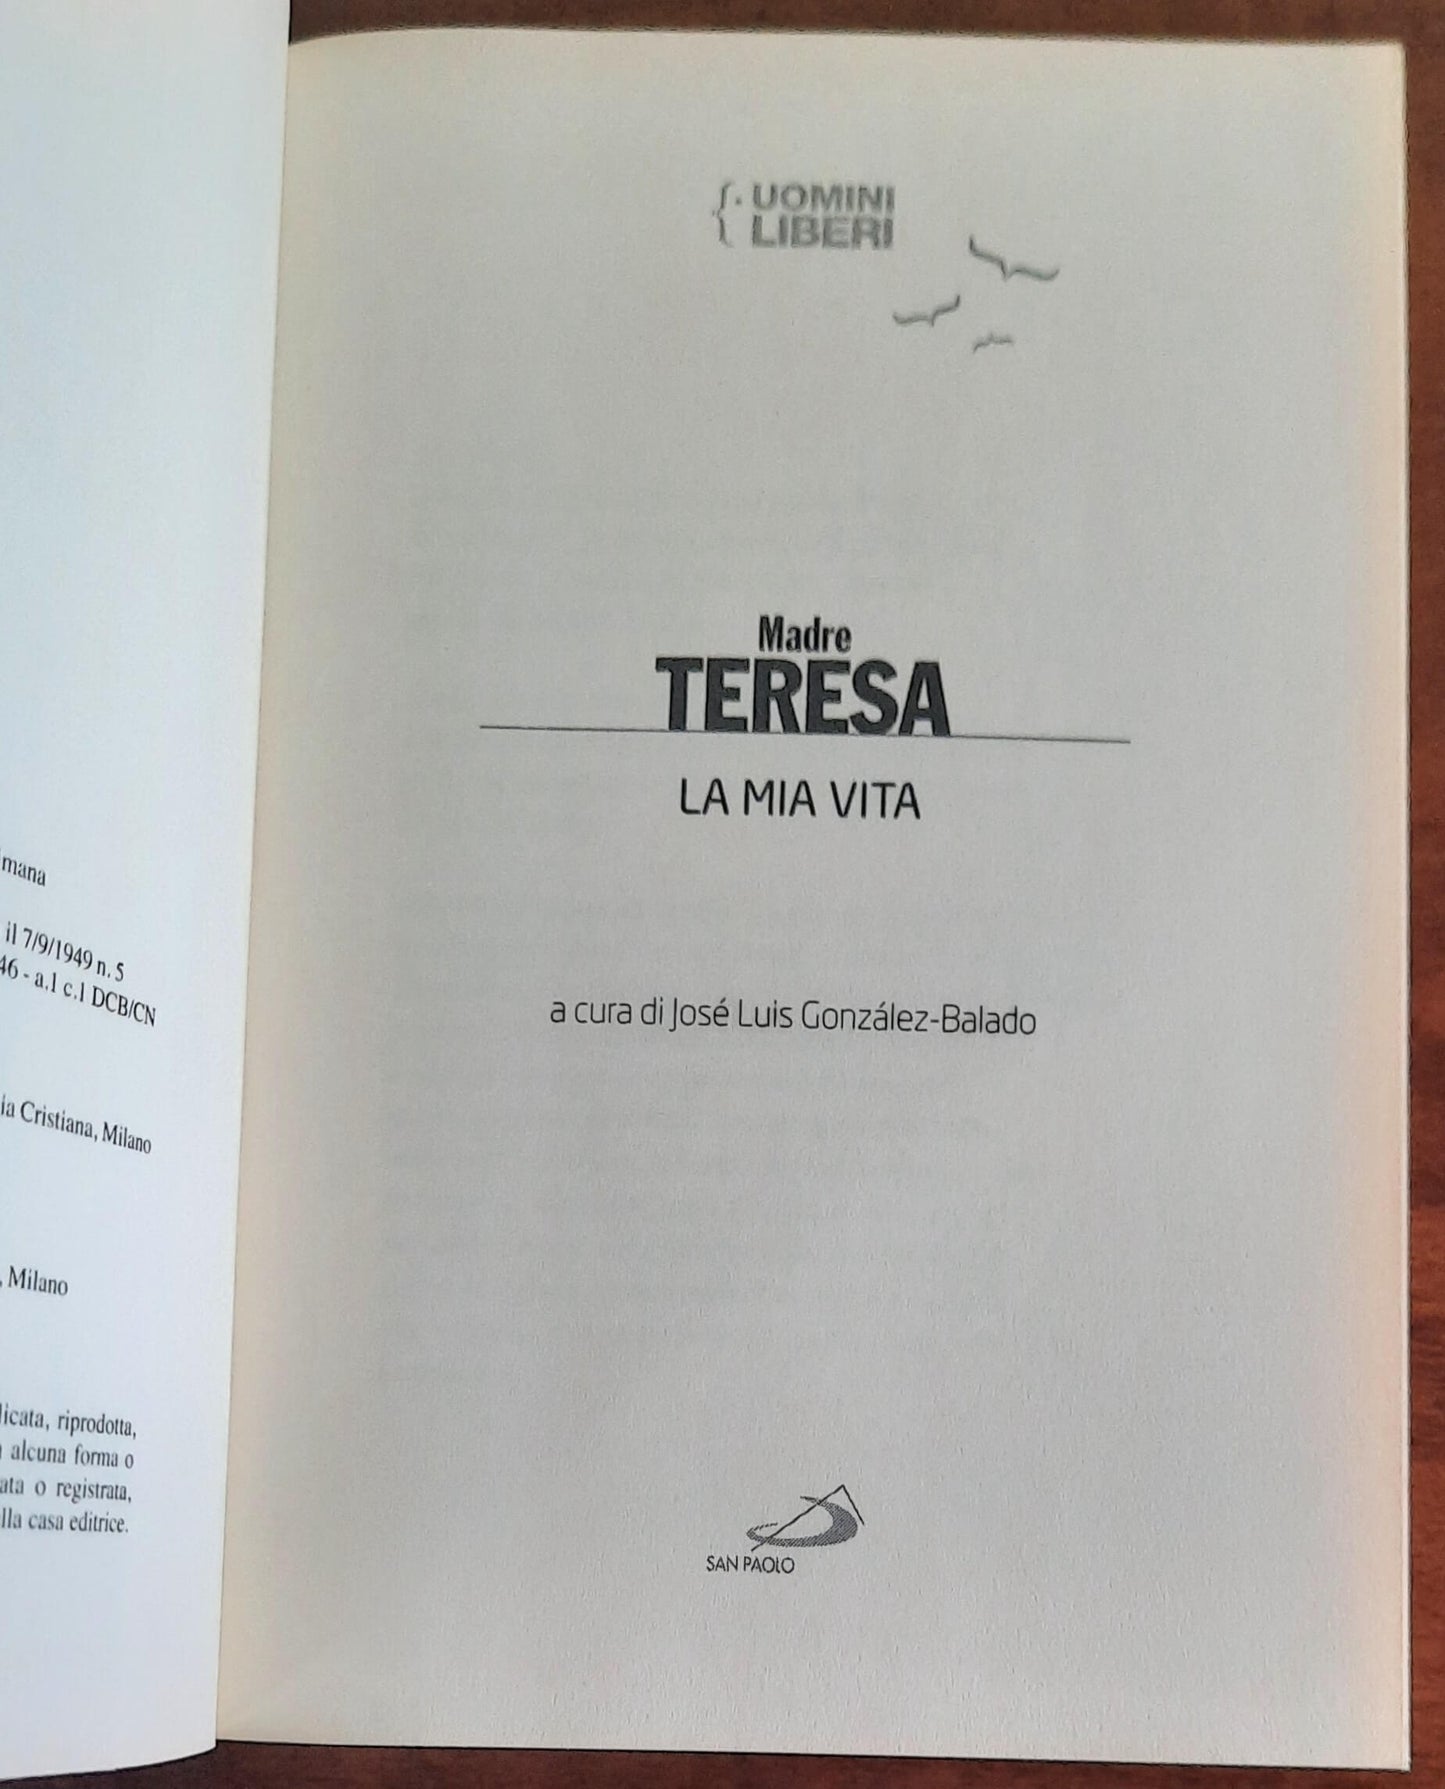 mana
il 7/9/1949 n. 5
46 - a.1 c.1 DCB/CN
ia Cristiana, Milano
, Milano
licata, riprodotta,
alcuna forma o
ata o registrata,
lla casa editrice.
UOMINI
LIBERI
Madre
TERESA
LA MIA VITA
a cura di José Luis González-Balado
SAN PAOLO